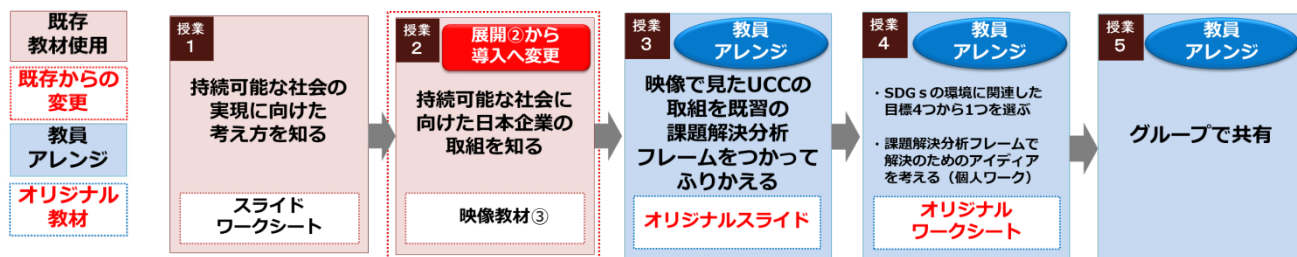 既存
教材使用
既存からの
変更
教員
アレンジ
オリジナル
教材
授業
1
持続可能な社会の
実現に向けた
考え方を知る
スライド
ワークシート
授業
2
展開②から
導入へ変更
持続可能な社会に
向けた日本企業の
取組を知る
映像教材③
授業
3
教員
アレンジ
映像で見たUCCの
取組を既習の
課題解決分析
フレームをつかって
ふりかえる
オリジナルスライド
授業
4
教員
アレンジ
・SDGsの環境に関連した
目標4つから1つを選ぶ
・課題解決分析フレームで
解決のためのアイディア
を考える（個人ワーク）
オリジナル
ワークシート
授業
5
教員
アレンジ
グループで共有